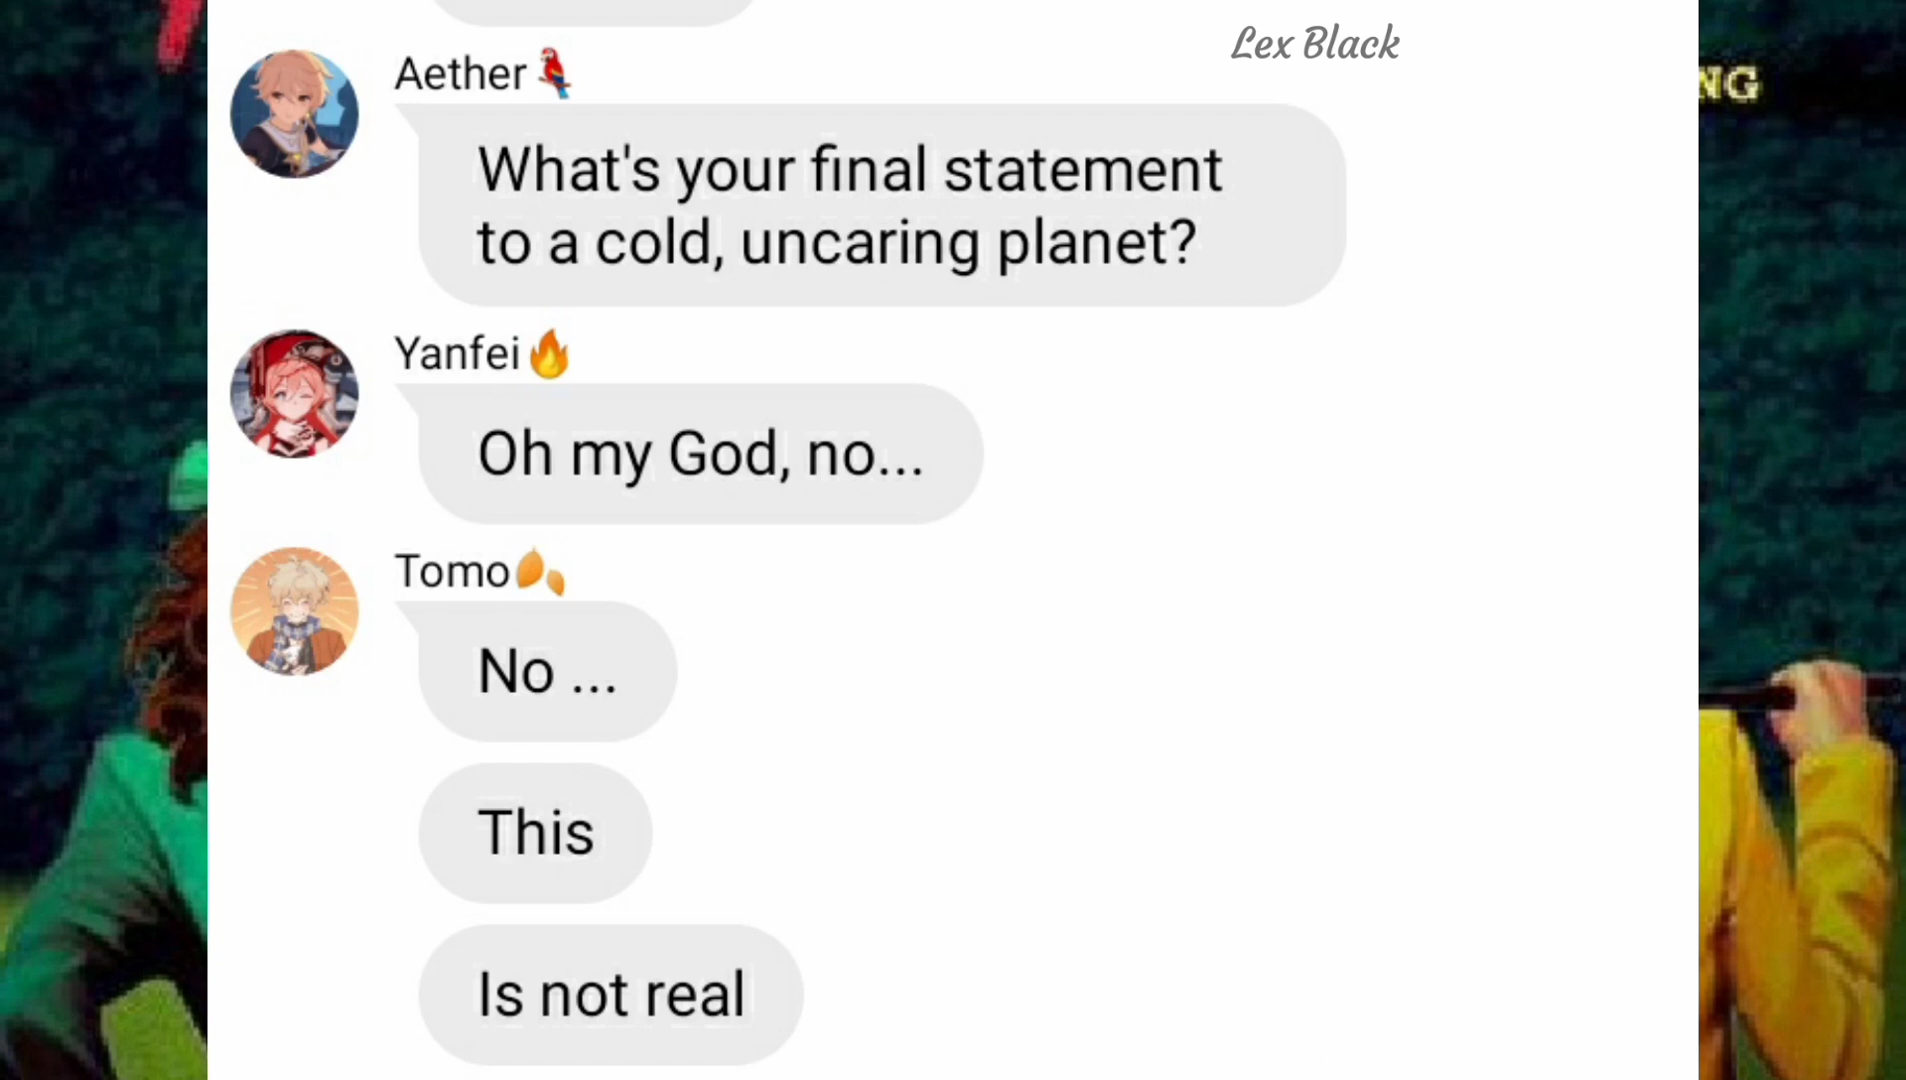 Lex Black
Aether🦜
NG
What's your final statement
to a cold, uncaring planet?
Yanfei🔥
Oh my God, no...
Tomo🍂
No ...
This
Is not real